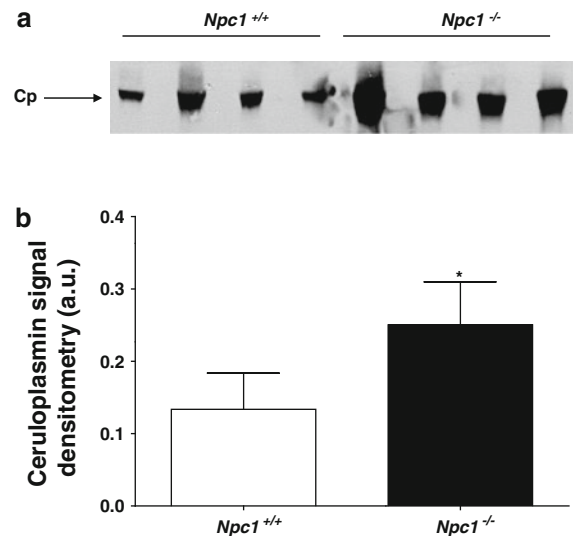 a
Npc1 +/+ Npc1 -/-
Cp
b
Ceruloplasmin signal
densitometry (a.u.)
0.4
0.3
0.2
0.1
0.0
*
Npc1 +/+ Npc1 -/-